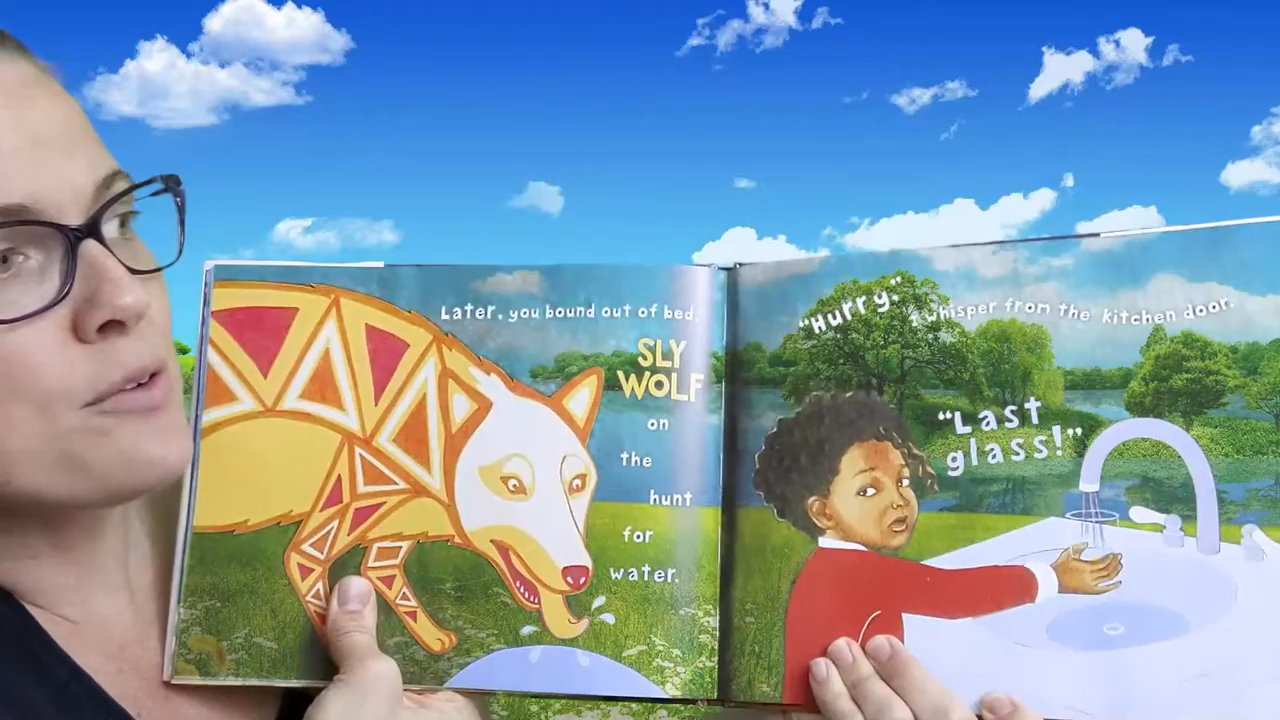 Later, you bound out of bed,
SLY
WOLF
on
the
hunt
for
water.
"Hurry," I whisper from the kitchen door.
"Last
glass!"